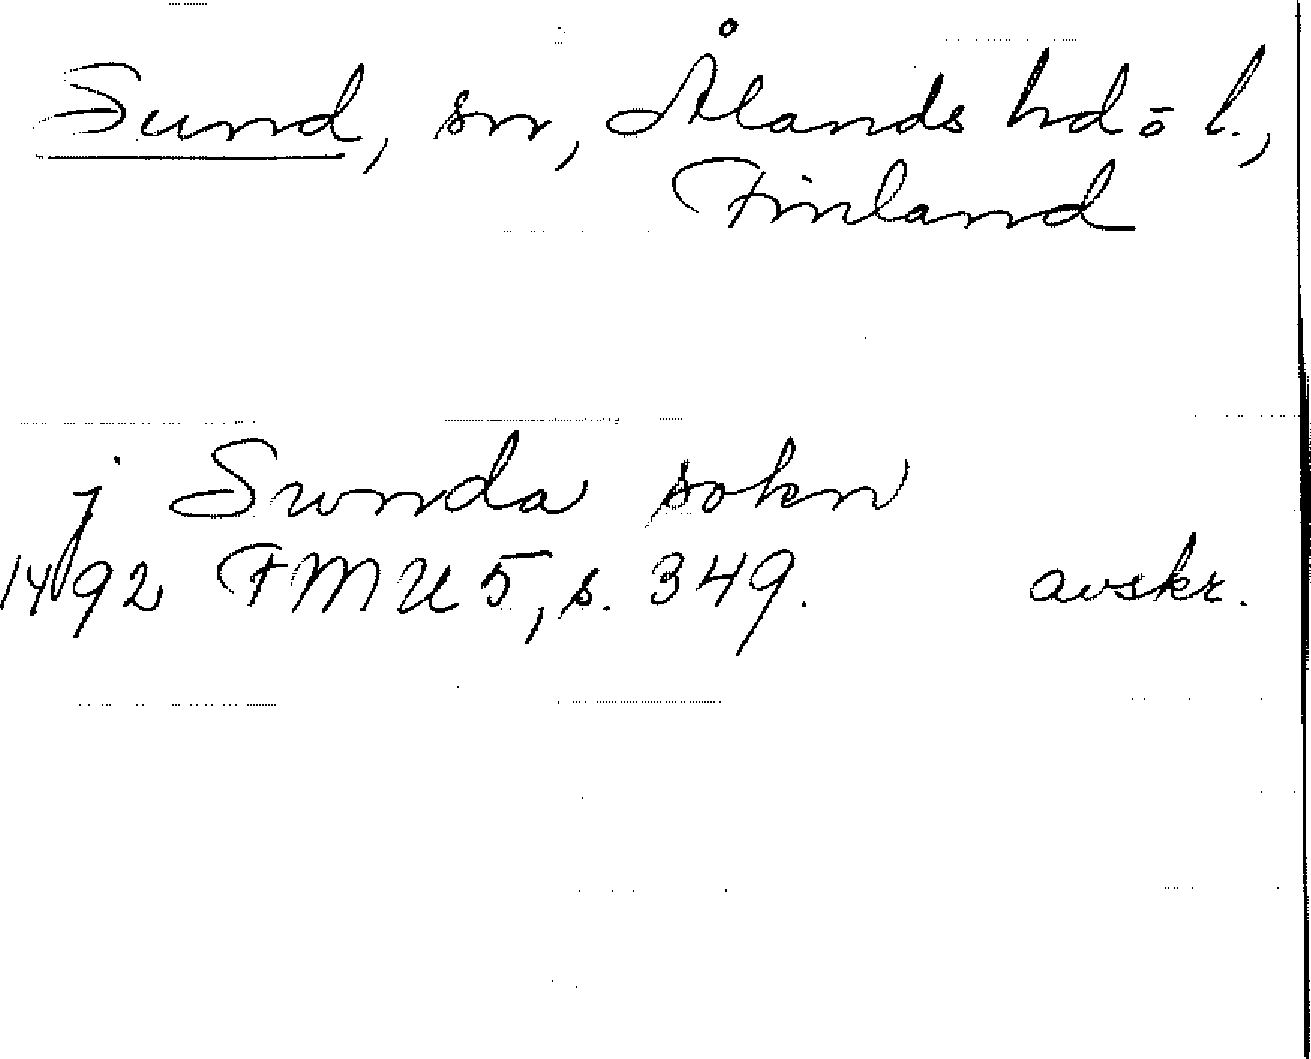 Sund, sn, Ålands hd o l.,
Finland
j Sunda sokn
1492 FMU 5, s. 349. avskr.